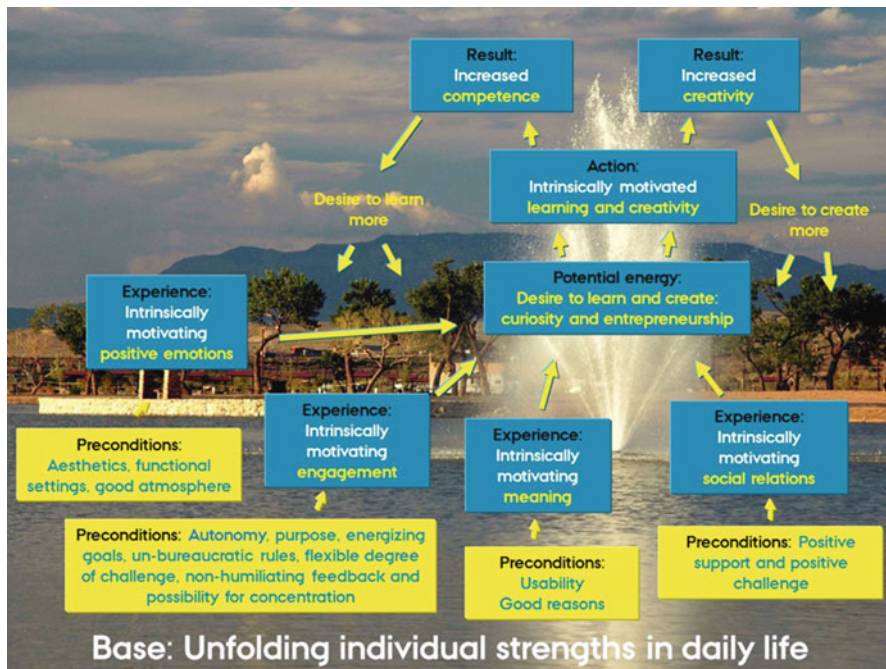 Result:
Increased
competence
Result:
Increased
creativity
Action:
Intrinsically motivated
learning and creativity
Desire to learn
more
Desire to create
more
Potential energy:
Desire to learn and create:
curiosity and entrepreneurship
Experience:
Intrinsically
motivating
positive emotions
Experience:
Intrinsically
motivating
engagement
Experience:
Intrinsically
motivating
meaning
Experience:
Intrinsically
motivating
social relations
Preconditions:
Aesthetics, functional
settings, good atmosphere
Preconditions: Autonomy, purpose, energizing
goals, un-bureaucratic rules, flexible degree
of challenge, non-humiliating feedback and
possibility for concentration
Preconditions:
Usability
Good reasons
Preconditions: Positive
support and positive
challenge
Base: Unfolding individual strengths in daily life